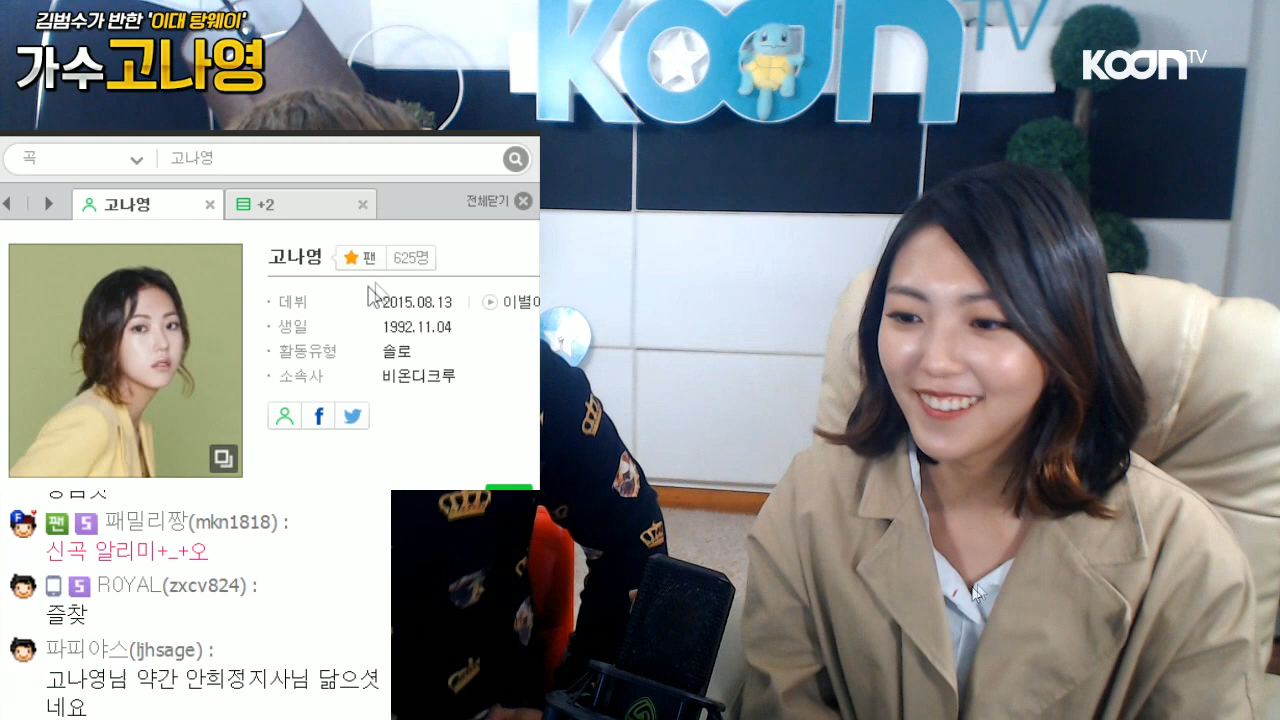 김범수가 반한 '이대 탕웨이'
가수 고나영
KOON TV
KOON TV
곡
고나영
고나영
+2
전체닫기
고나영
팬
625명
데뷔
2015.08.13
생일
1992.11.04
활동유형
솔로
소속사
비온디크루
팬 S 패밀리짱(mkn1818) :
신곡 알리미+_+오
S ROYAL(zxcv824) :
즐찾
파피야스(ljhsage) :
고나영님 약간 안희정지사님 닮으셧
네요